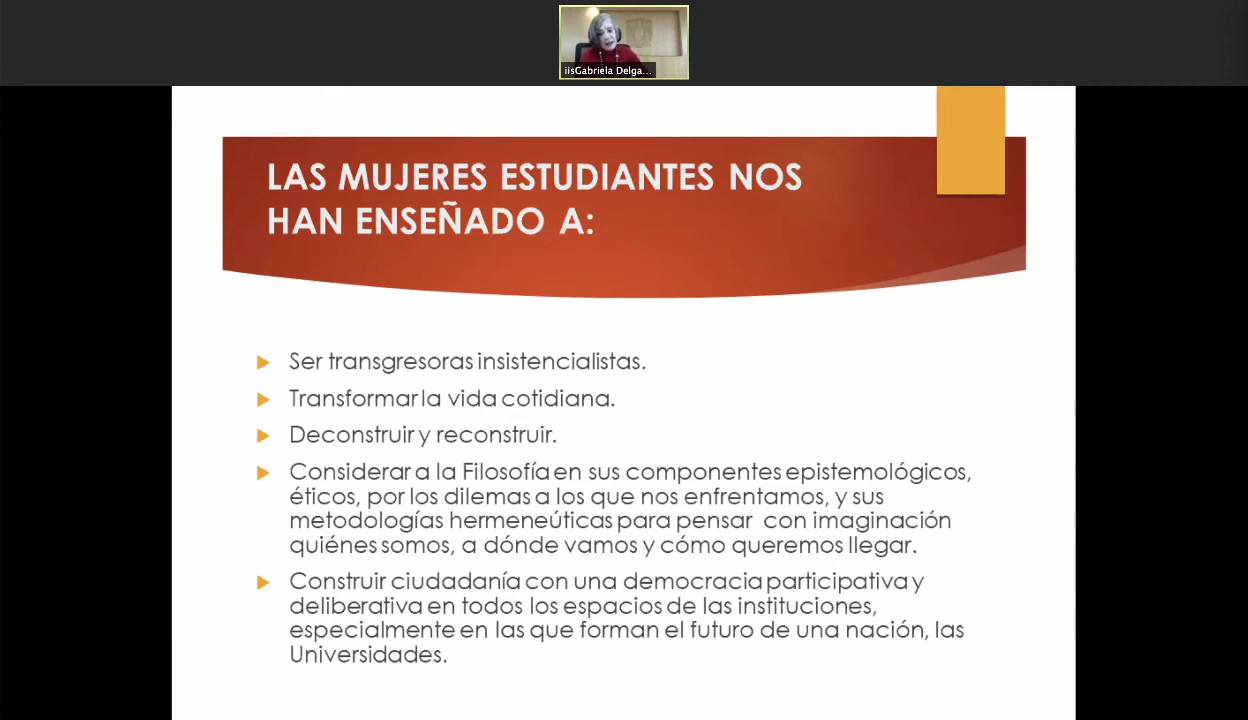 iisGabriela Delga...
LAS MUJERES ESTUDIANTES NOS
HAN ENSEÑADO A:
Ser transgresoras insistencialistas.
Transformar la vida cotidiana.
Deconstruir y reconstruir.
Considerar a la Filosofía en sus componentes epistemológicos,
éticos, por los dilemas a los que nos enfrentamos, y sus
metodologías hermeneúticas para pensar con imaginación
quiénes somos, a dónde vamos y cómo queremos llegar.
Construir ciudadanía con una democracia participativa y
deliberativa en todos los espacios de las instituciones,
especialmente en las que forman el futuro de una nación, las
Universidades.